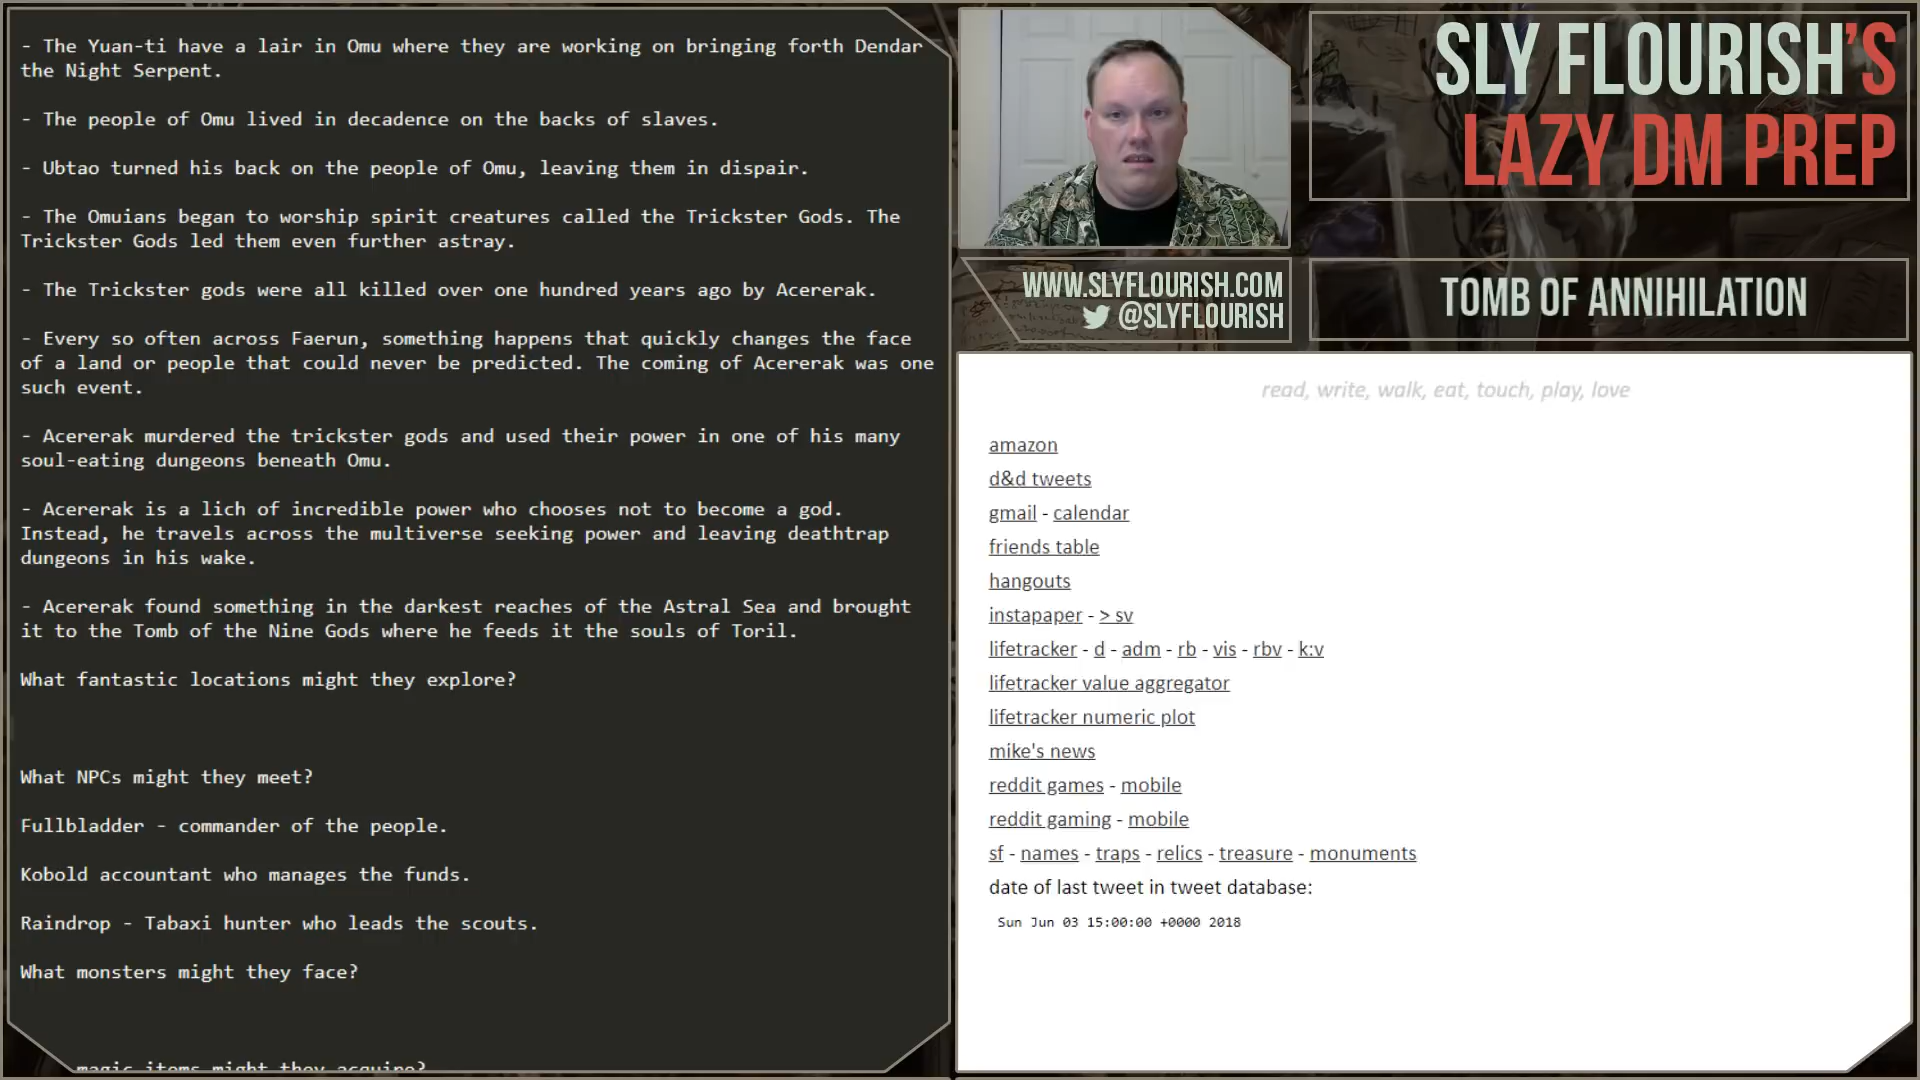 - The Yuan-ti have a lair in Omu where they are working on bringing forth Dendar
the Night Serpent.
- The people of Omu lived in decadence on the backs of slaves.
- Ubtao turned his back on the people of Omu, leaving them in dispair.
- The Omuians began to worship spirit creatures called the Trickster Gods. The
Trickster Gods led them even further astray.
- The Trickster gods were all killed over one hundred years ago by Acererak.
- Every so often across Faerun, something happens that quickly changes the face
of a land or people that could never be predicted. The coming of Acererak was one
such event.
- Acererak murdered the trickster gods and used their power in one of his many
soul-eating dungeons beneath Omu.
- Acererak is a lich of incredible power who chooses not to become a god.
Instead, he travels across the multiverse seeking power and leaving deathtrap
dungeons in his wake.
- Acererak found something in the darkest reaches of the Astral Sea and brought
it to the Tomb of the Nine Gods where he feeds it the souls of Toril.
What fantastic locations might they explore?
What NPCs might they meet?
Fullbladder - commander of the people.
Kobold accountant who manages the funds.
Raindrop - Tabaxi hunter who leads the scouts.
What monsters might they face?
magic items might they acquire?
WWW.SLYFLOURISH.COM
@SLYFLOURISH
SLY FLOURISH'S
LAZY DM PREP
TOMB OF ANNIHILATION
read, write, walk, eat, touch, play, love
amazon
d&d tweets
gmail - calendar
friends table
hangouts
instapaper - > sv
lifetracker - d - adm - rb - vis - rbv - k:v
lifetracker value aggregator
lifetracker numeric plot
mike's news
reddit games - mobile
reddit gaming - mobile
sf - names - traps - relics - treasure - monuments
date of last tweet in tweet database:
Sun Jun 03 15:00:00 +0000 2018